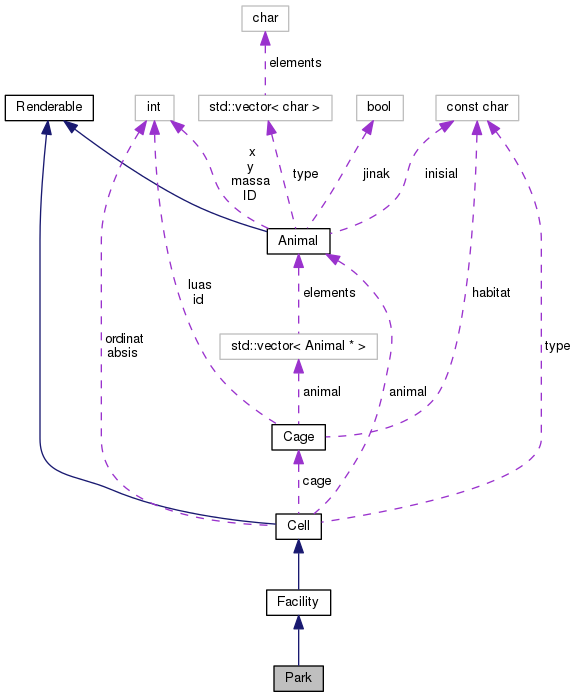 char
elements
Renderable
int
std::vector< char >
bool
const char
x
y
massa
ID
type
jinak
inisial
Animal
luas
id
elements
habitat
ordinat
absis
std::vector< Animal * >
type
animal
animal
Cage
cage
Cell
Facility
Park